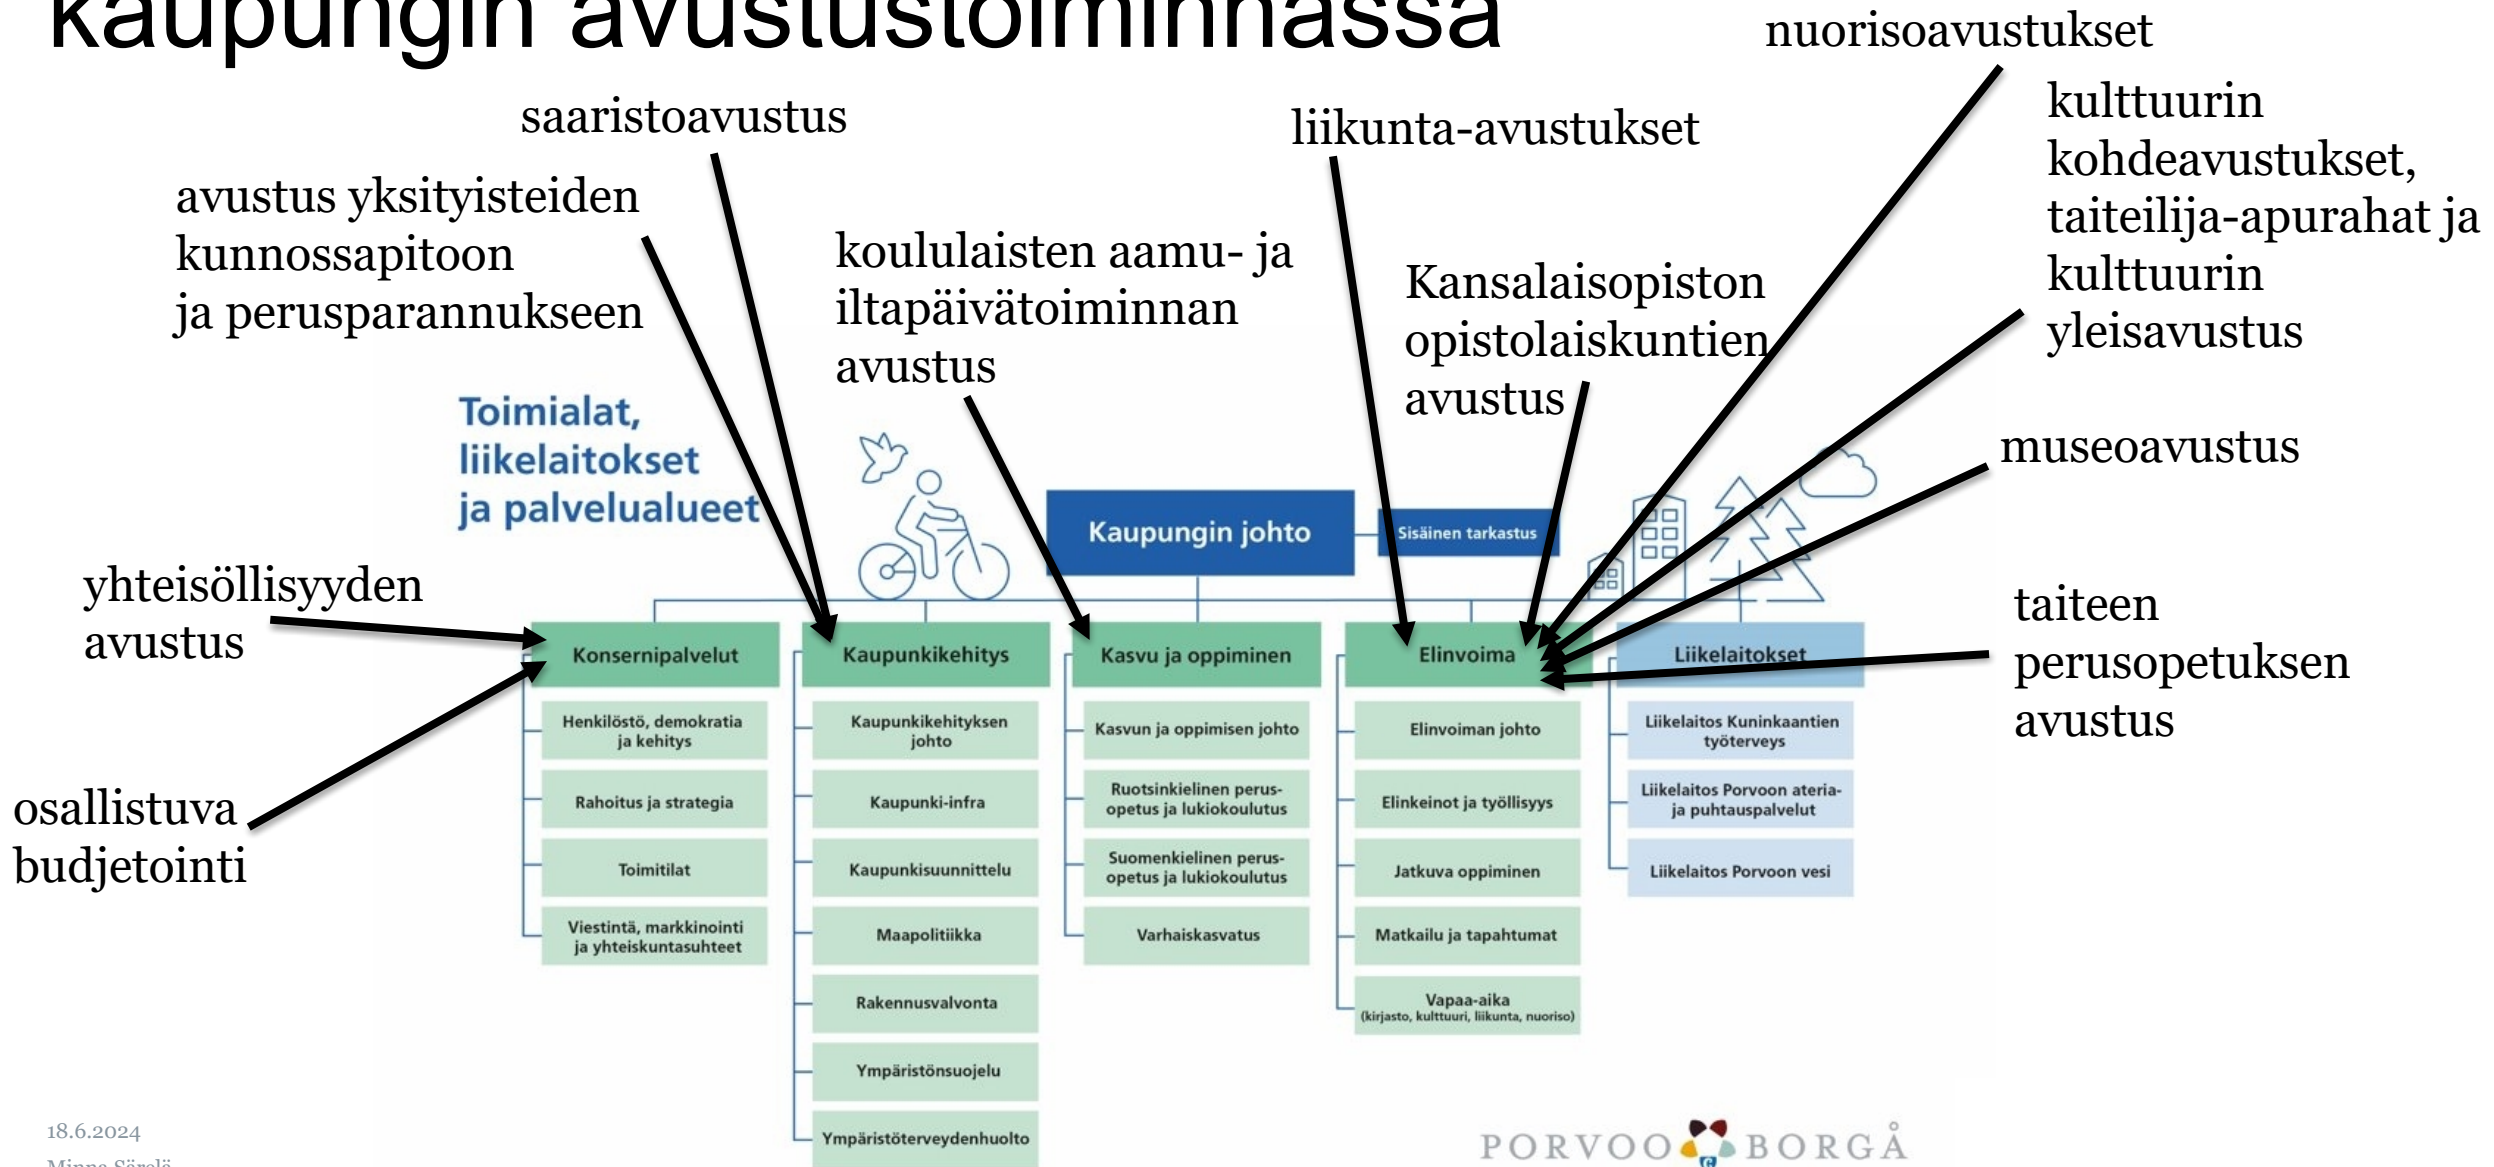 kaupungin avustustoiminnassa
nuorisoavustukset
saaristoavustus
liikunta-avustukset
kulttuurin
kohdeavustukset,
taiteilija-apurahat ja
kulttuurin
yleisavustus
avustus yksityisteiden
kunnossapitoon
ja perusparannukseen
koululaisten aamu- ja
iltapäivätoiminnan
avustus
Kansalaisopiston
opistolaiskuntien
avustus
museoavustus
Toimialat,
liikelaitokset
ja palvelualueet
Kaupungin johto
Sisäinen tarkastus
yhteisöllisyyden
avustus
taiteen
perusopetuksen
avustus
osallistuva
budjetointi
Konsernipalvelut
Henkilöstö, demokratia
ja kehitys
Rahoitus ja strategia
Toimitilat
Viestintä, markkinointi
ja yhteiskuntasuhteet
Kaupunkikehitys
Kaupunkikehityksen
johto
Kaupunki-infra
Kaupunkisuunnittelu
Maapolitiikka
Rakennusvalvonta
Ympäristönsuojelu
Ympäristöterveydenhuolto
Kasvu ja oppiminen
Kasvun ja oppimisen johto
Ruotsinkielinen perus-
opetus ja lukiokoulutus
Suomenkielinen perus-
opetus ja lukiokoulutus
Varhaiskasvatus
Elinvoima
Elinvoiman johto
Elinkeinot ja työllisyys
Jatkuva oppiminen
Matkailu ja tapahtumat
Vapaa-aika
(kirjasto, kulttuuri, liikunta, nuoriso)
Liikelaitokset
Liikelaitos Kuninkaantien
työterveys
Liikelaitos Porvoon ateria-
ja puhtauspalvelut
Liikelaitos Porvoon vesi
18.6.2024
Minna Särelä
PORVOO BORGÅ